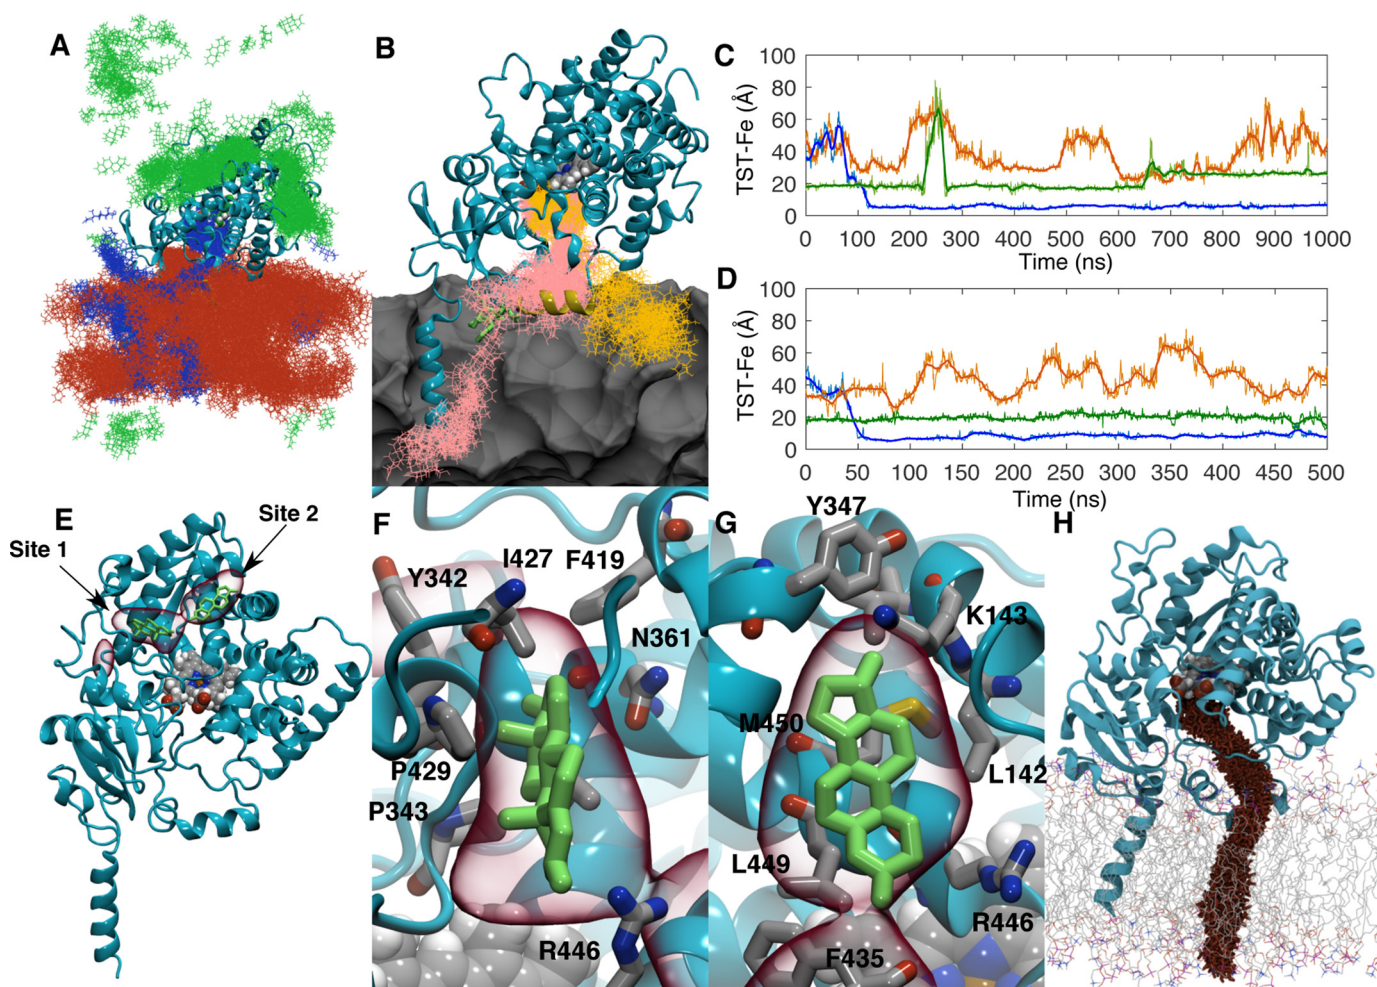 A
B
C
TST-Fe (Å)
100
80
60
40
20
0
0 100 200 300 400 500 600 700 800 900 1000
Time (ns)
D
TST-Fe (Å)
100
80
60
40
20
0
0 50 100 150 200 250 300 350 400 450 500
Time (ns)
E
Site 1
Site 2
F
Y342
I427
F419
N361
P429
P343
R446
G
Y347
K143
M450
L142
L449
R446
F435
H